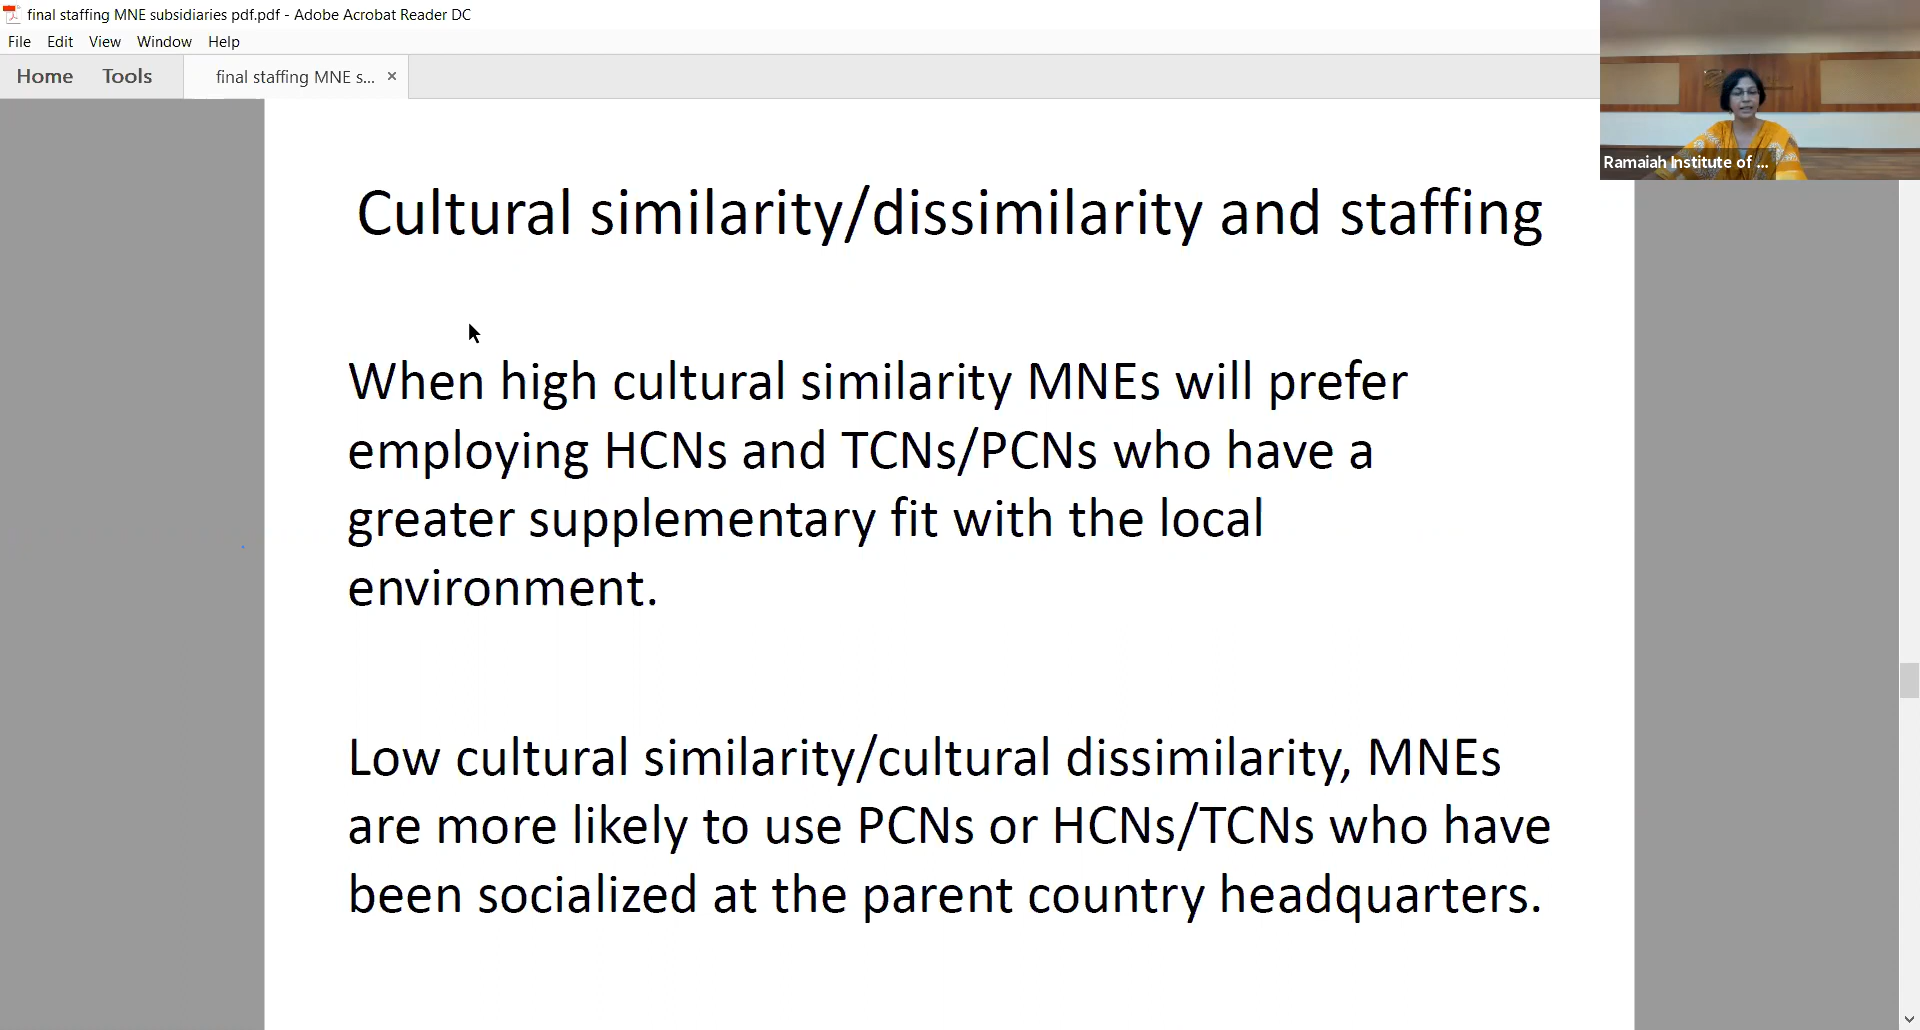 final staffing MNE subsidiaries pdf.pdf - Adobe Acrobat Reader DC
File Edit View Window Help
Home Tools final staffing MNE s... ×
Ramaiah Institute of ...
Cultural similarity/dissimilarity and staffing
When high cultural similarity MNEs will prefer
employing HCNs and TCNs/PCNs who have a
greater supplementary fit with the local
environment.
Low cultural similarity/cultural dissimilarity, MNEs
are more likely to use PCNs or HCNs/TCNs who have
been socialized at the parent country headquarters.